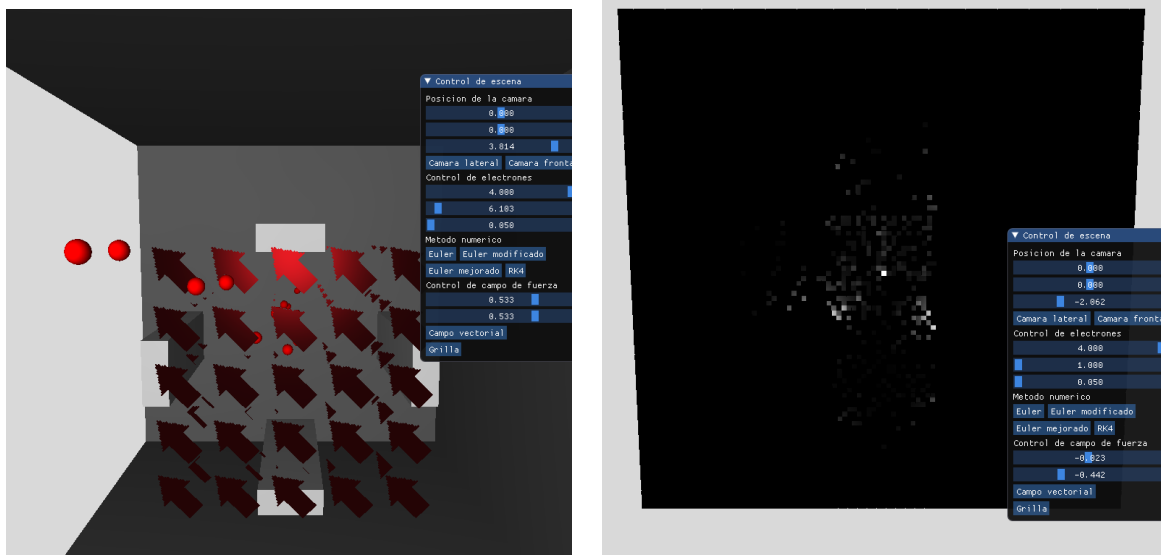 ▼ Control de escena
Posicion de la camara
0.000
0.000
3.814
Camara lateral Camara fronta
Control de electrones
4.000
6.103
0.050
Metodo numerico
Euler Euler modificado
Euler mejorado RK4
Control de campo de fuerza
0.533
0.533
Campo vectorial
Grilla
▼ Control de escena
Posicion de la camara
0.000
0.000
-2.062
Camara lateral Camara fronta
Control de electrones
4.000
1.000
0.050
Metodo numerico
Euler Euler modificado
Euler mejorado RK4
Control de campo de fuerza
-0.023
-0.442
Campo vectorial
Grilla